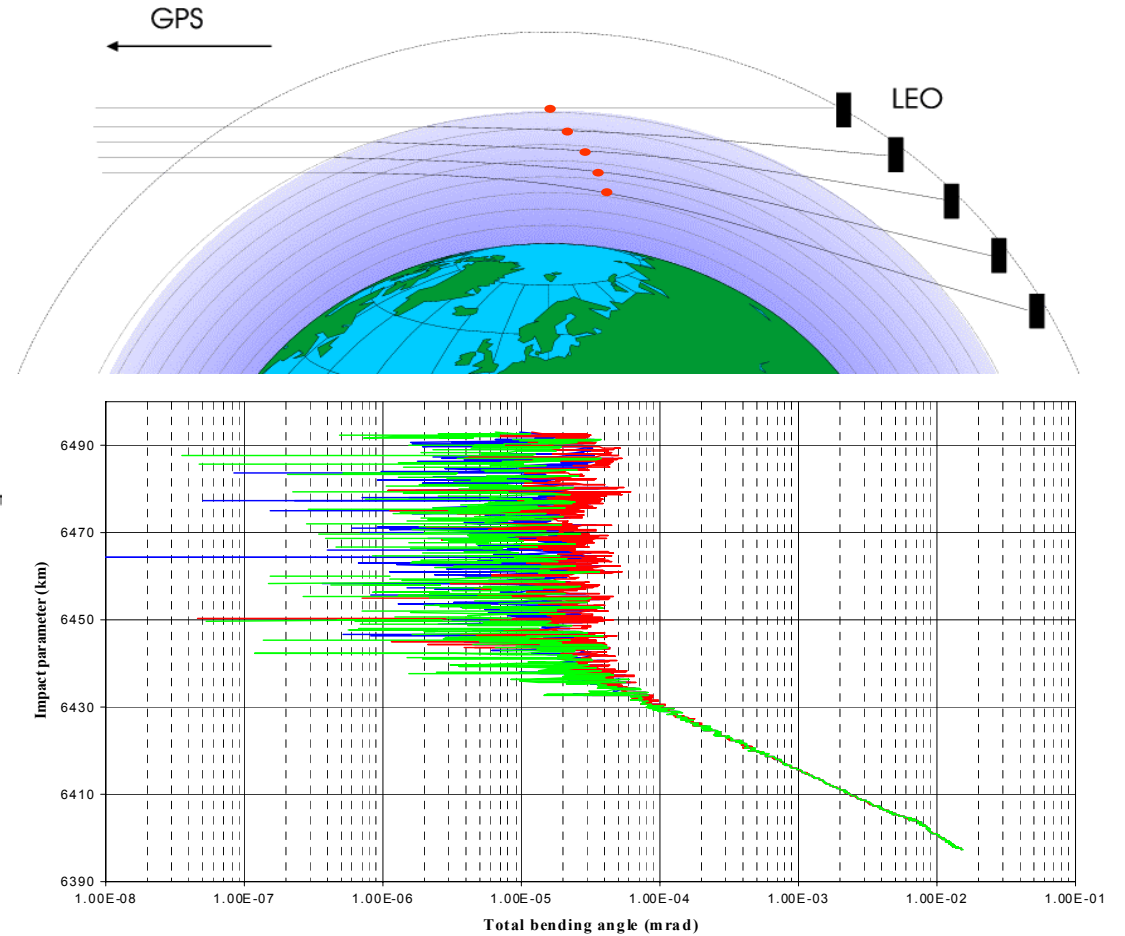 GPS
LEO
6490
6470
6450
6430
6410
6390
Impact parameter (km)
1.00E-08 1.00E-07 1.00E-06 1.00E-05 1.00E-04 1.00E-03 1.00E-02 1.00E-01
Total bending angle (mrad)